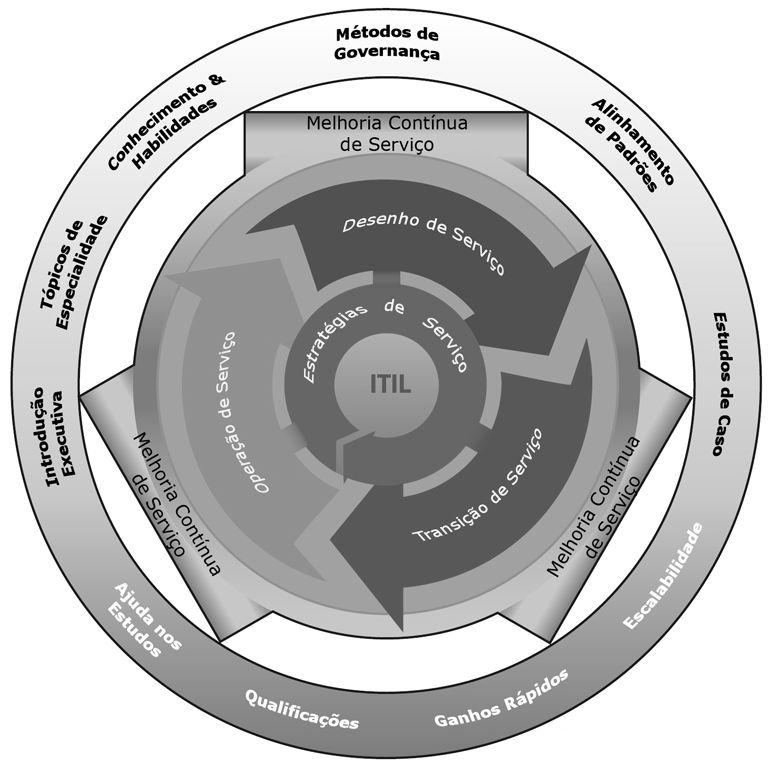 Métodos de
Governança
Alinhamento
de Padrões
Estudos de Caso
Escalabilidade
Ganhos Rápidos
Qualificações
Ajuda nos
Estudos
Introdução
Executiva
Tópicos de
Especialidade
Conhecimento &
Habilidades
Melhoria Contínua
de Serviço
Melhoria Contínua
de Serviço
Melhoria Contínua
de Serviço
Desenho de Serviço
Transição de Serviço
Operação de Serviço
Estratégias de Serviço
ITIL